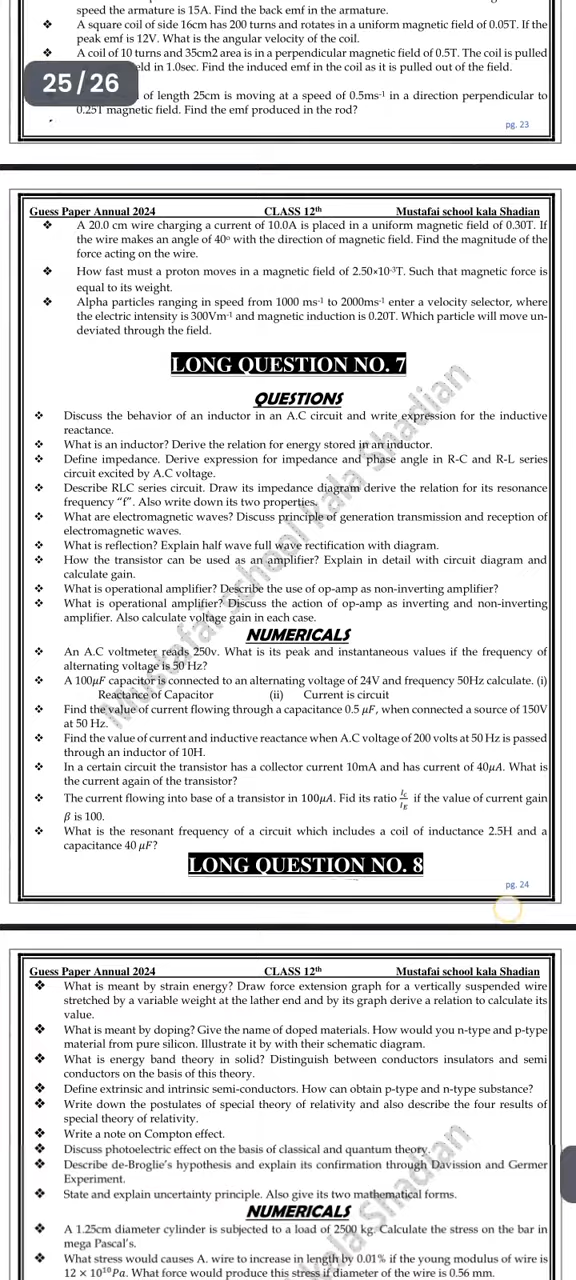 speed the armature is 15A. Find the back emf in the armature.
❖ A square coil of side 16cm has 200 turns and rotates in a uniform magnetic field of 0.05T. If the
peak emf is 12V. What is the angular velocity of the coil.
❖ A coil of 10 turns and 35cm2 area is in a perpendicular magnetic field of 0.5T. The coil is pulled
eld in 1.0sec. Find the induced emf in the coil as it is pulled out of the field.
25 / 26
of length 25cm is moving at a speed of 0.5ms⁻¹ in a direction perpendicular to
0.25T magnetic field. Find the emf produced in the rod?
pg. 23
Guess Paper Annual 2024 CLASS 12th Mustafai school kala Shadian
❖ A 20.0 cm wire charging a current of 10.0A is placed in a uniform magnetic field of 0.30T. If
the wire makes an angle of 40° with the direction of magnetic field. Find the magnitude of the
force acting on the wire.
❖ How fast must a proton moves in a magnetic field of 2.50×10⁻³T. Such that magnetic force is
equal to its weight.
❖ Alpha particles ranging in speed from 1000 ms⁻¹ to 2000ms⁻¹ enter a velocity selector, where
the electric intensity is 300Vm⁻¹ and magnetic induction is 0.20T. Which particle will move un-
deviated through the field.
LONG QUESTION NO. 7
QUESTIONS
❖ Discuss the behavior of an inductor in an A.C circuit and write expression for the inductive
reactance.
❖ What is an inductor? Derive the relation for energy stored in an inductor.
❖ Define impedance. Derive expression for impedance and phase angle in R-C and R-L series
circuit excited by A.C voltage.
❖ Describe RLC series circuit. Draw its impedance diagram derive the relation for its resonance
frequency "f". Also write down its two properties.
❖ What are electromagnetic waves? Discuss principle of generation transmission and reception of
electromagnetic waves.
❖ What is reflection? Explain half wave full wave rectification with diagram.
❖ How the transistor can be used as an amplifier? Explain in detail with circuit diagram and
calculate gain.
❖ What is operational amplifier? Describe the use of op-amp as non-inverting amplifier?
❖ What is operational amplifier? Discuss the action of op-amp as inverting and non-inverting
amplifier. Also calculate voltage gain in each case.
Mustafai school kala Shadian
NUMERICALS
❖ An A.C voltmeter reads 250v. What is its peak and instantaneous values if the frequency of
alternating voltage is 50 Hz?
❖ A 100μF capacitor is connected to an alternating voltage of 24V and frequency 50Hz calculate. (i)
Reactance of Capacitor (ii) Current is circuit
❖ Find the value of current flowing through a capacitance 0.5 μF, when connected a source of 150V
at 50 Hz.
❖ Find the value of current and inductive reactance when A.C voltage of 200 volts at 50 Hz is passed
through an inductor of 10H.
❖ In a certain circuit the transistor has a collector current 10mA and has current of 40μA. What is
the current again of the transistor?
❖ The current flowing into base of a transistor in 100μA. Fid its ratio I_C/I_E if the value of current gain
β is 100.
❖ What is the resonant frequency of a circuit which includes a coil of inductance 2.5H and a
capacitance 40 μF?
LONG QUESTION NO. 8
pg. 24
Guess Paper Annual 2024 CLASS 12th Mustafai school kala Shadian
❖ What is meant by strain energy? Draw force extension graph for a vertically suspended wire
stretched by a variable weight at the lather end and by its graph derive a relation to calculate its
value.
❖ What is meant by doping? Give the name of doped materials. How would you n-type and p-type
material from pure silicon. Illustrate it by with their schematic diagram.
❖ What is energy band theory in solid? Distinguish between conductors insulators and semi
conductors on the basis of this theory.
❖ Define extrinsic and intrinsic semi-conductors. How can obtain p-type and n-type substance?
❖ Write down the postulates of special theory of relativity and also describe the four results of
special theory of relativity.
❖ Write a note on Compton effect.
❖ Discuss photoelectric effect on the basis of classical and quantum theory.
❖ Describe de-Broglie's hypothesis and explain its confirmation through Davission and Germer
Experiment.
❖ State and explain uncertainty principle. Also give its two mathematical forms.
Shadian
NUMERICALS
❖ A 1.25cm diameter cylinder is subjected to a load of 2500 kg. Calculate the stress on the bar in
mega Pascal's.
❖ What stress would causes A. wire to increase in length by 0.01% if the young modulus of wire is
12 × 10¹⁰Pa. What force would produce this stress if diameter of the wire is 0.56 mm.